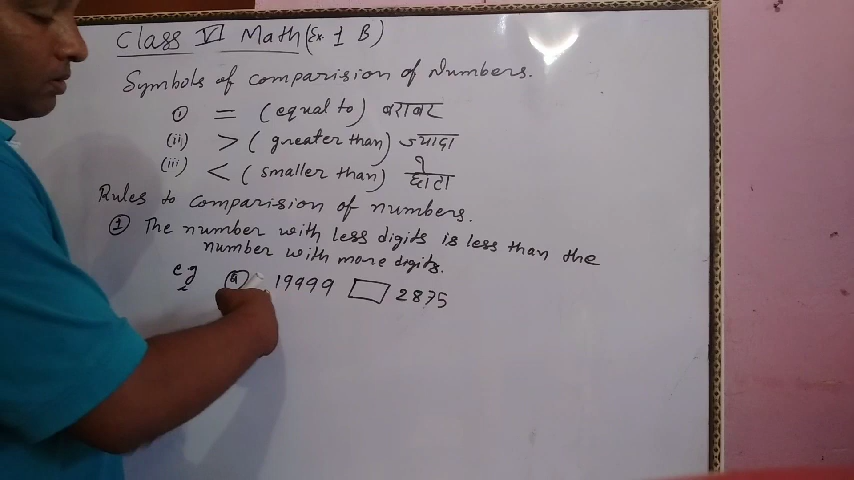 Class VI Math (Ex 1 B)
Symbols of comparision of Numbers.
(i) = (equal to) बराबर
(ii) > (greater than) ज्यादा
(iii) < (smaller than) छोटा
Rules to comparision of numbers.
① The number with less digits is less than the
number with more digits.
eg (a) 19999 □ 2875